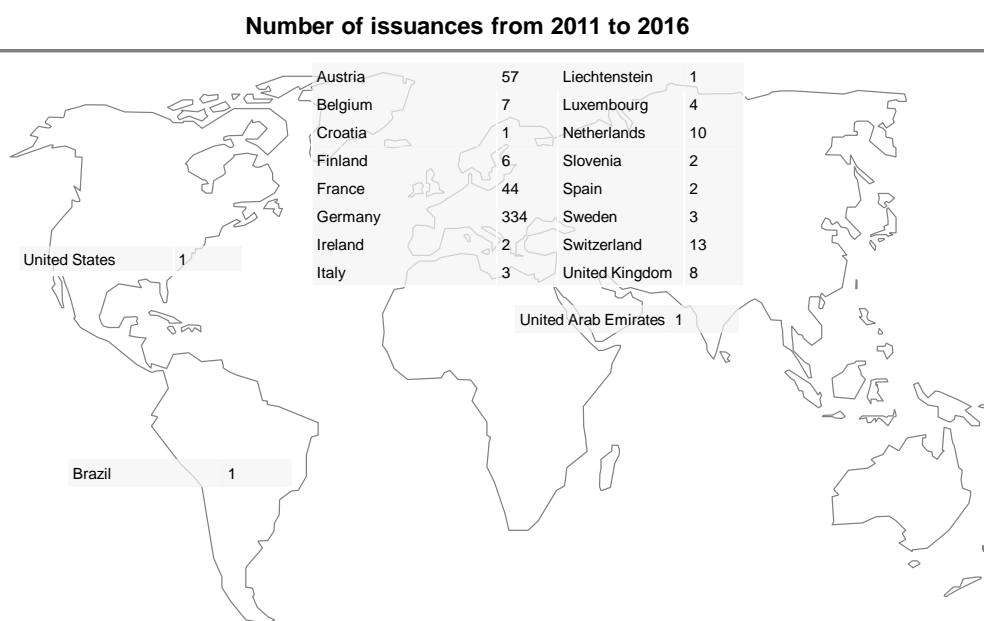 Number of issuances from 2011 to 2016
Austria 57 Liechtenstein 1
Belgium 7 Luxembourg 4
Croatia 1 Netherlands 10
Finland 6 Slovenia 2
France 44 Spain 2
Germany 334 Sweden 3
Ireland 2 Switzerland 13
Italy 3 United Kingdom 8
United States 1
United Arab Emirates 1
Brazil 1